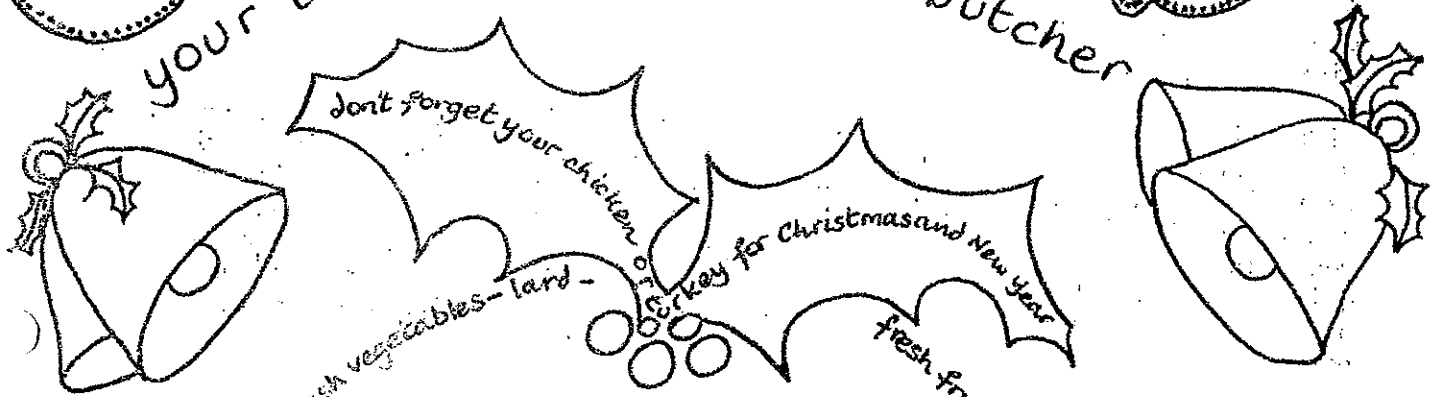 your
butcher
don't forget your chicken or turkey for Christmas and New Year
vegetables - lard -
fresh